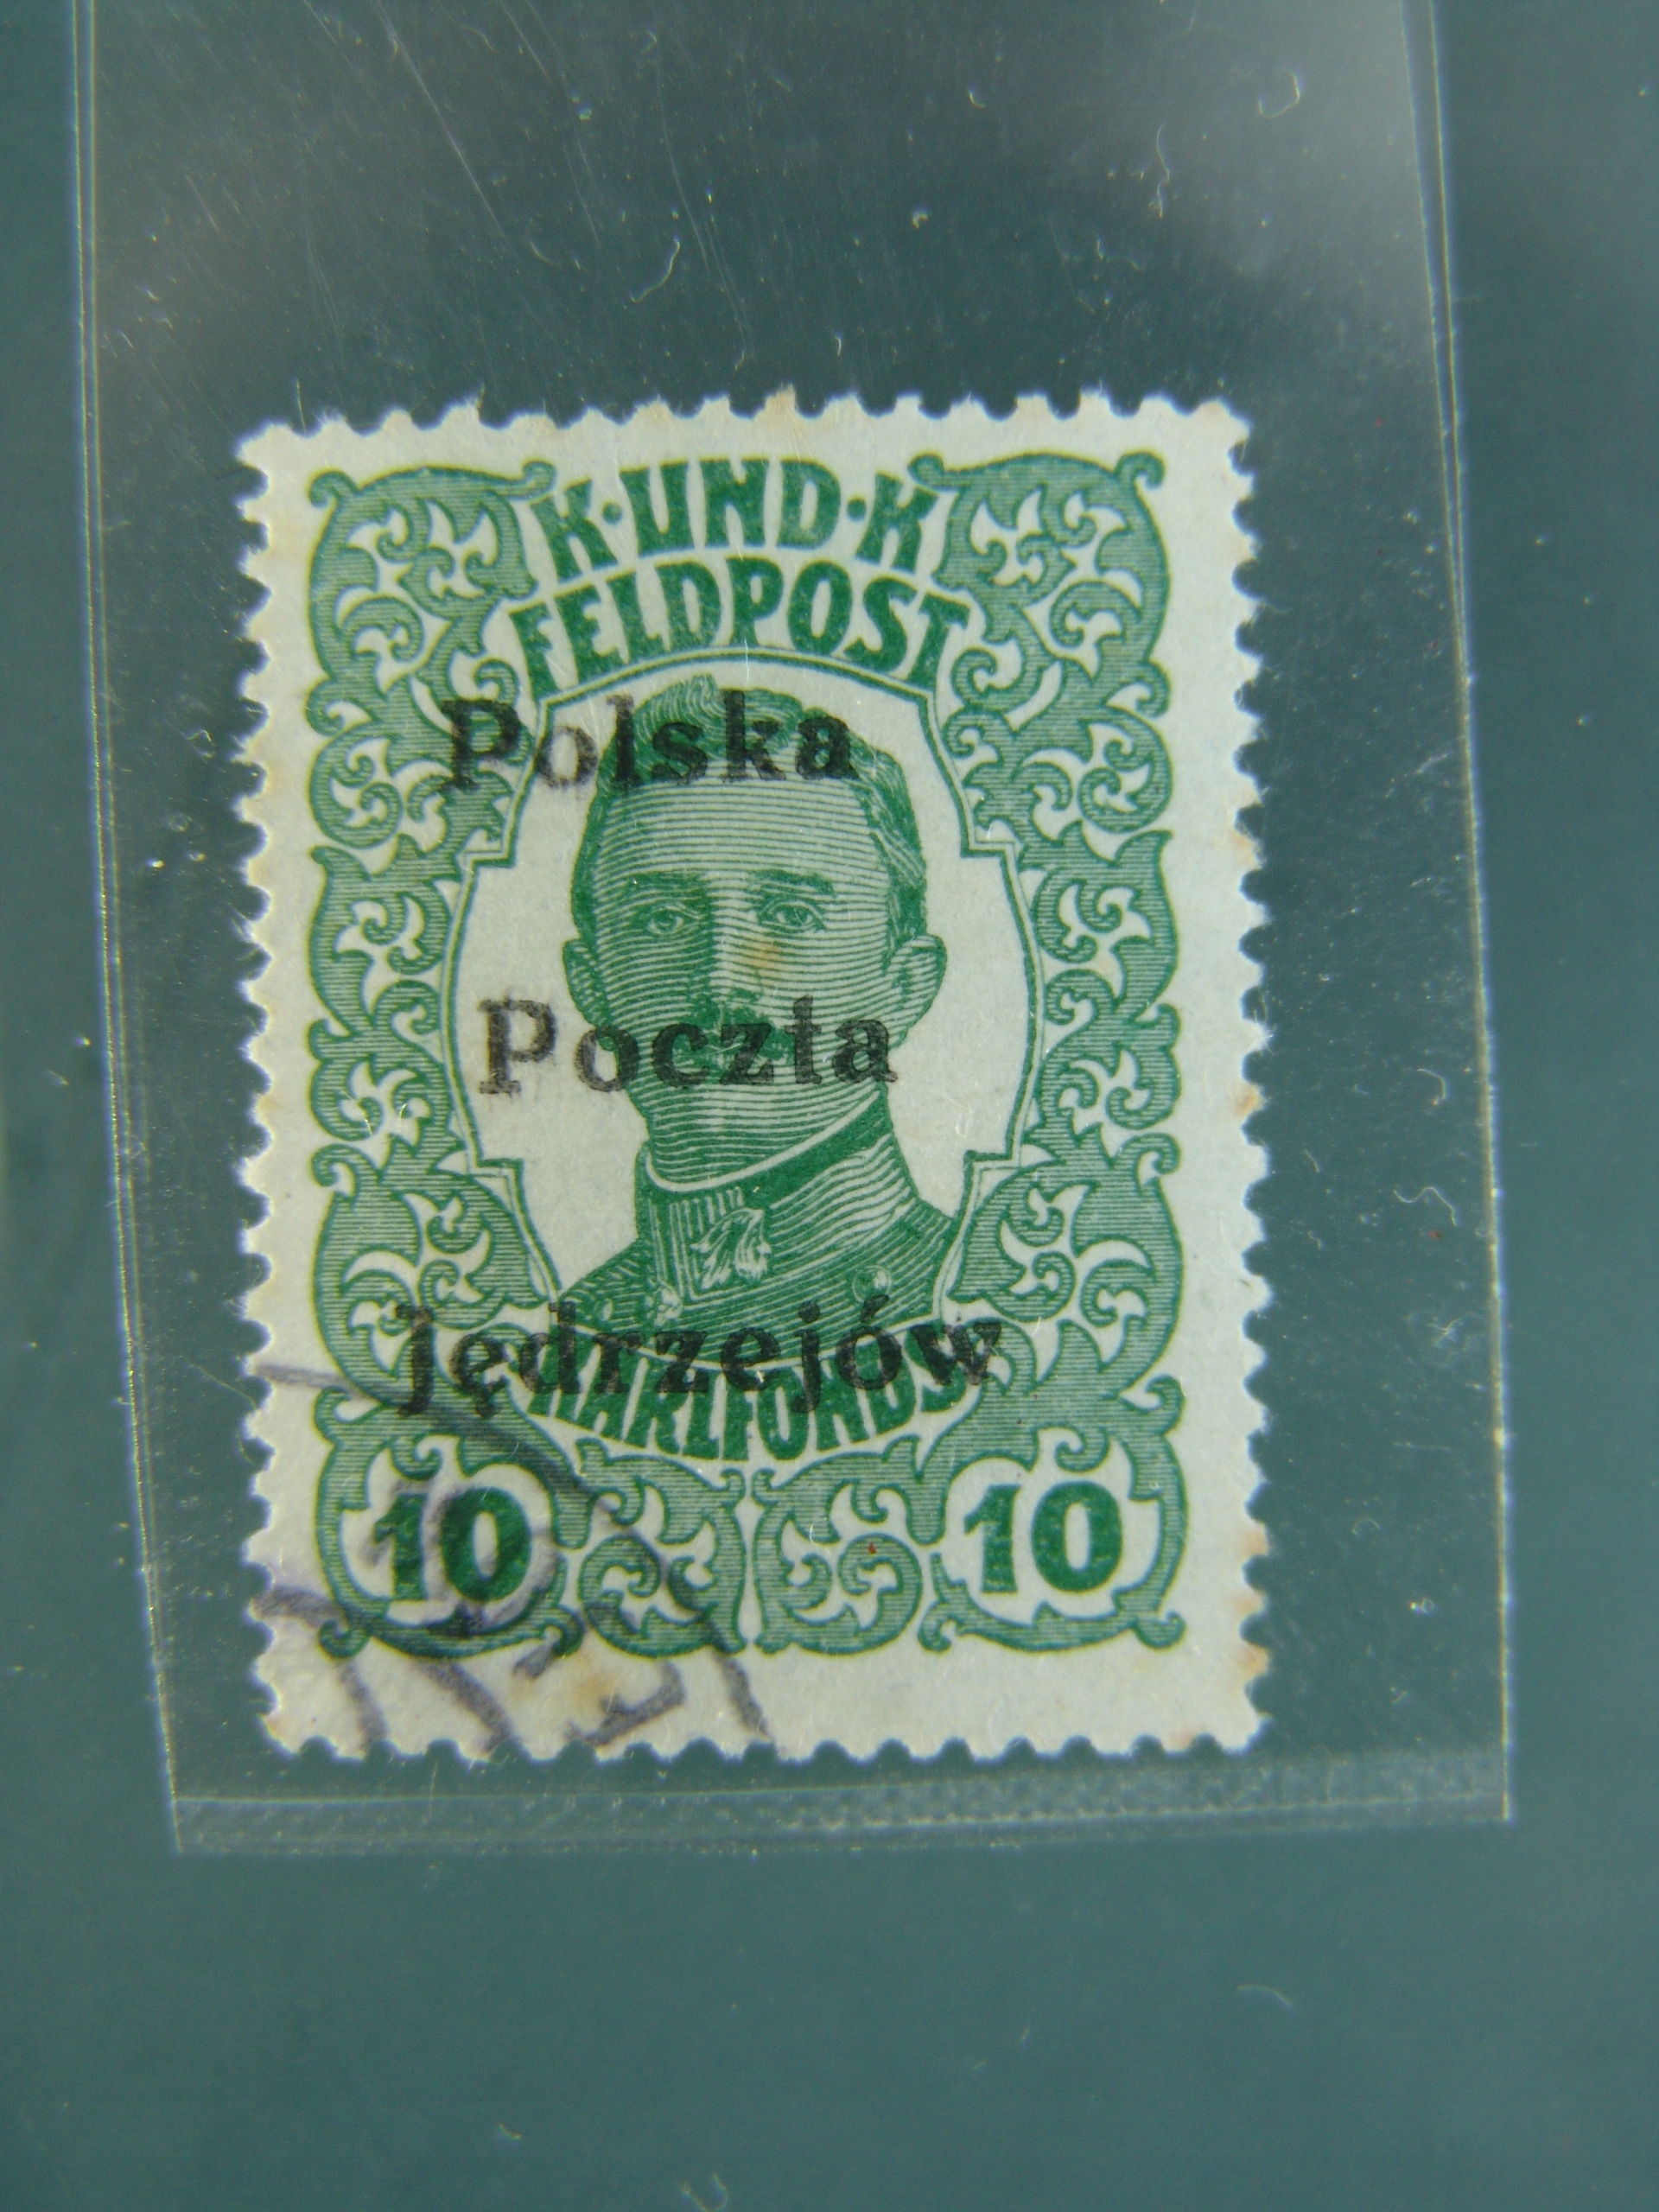 K·UND·K
FELDPOST
Polska
Poczta
Jędrzejów
KARLFONDS
10 10